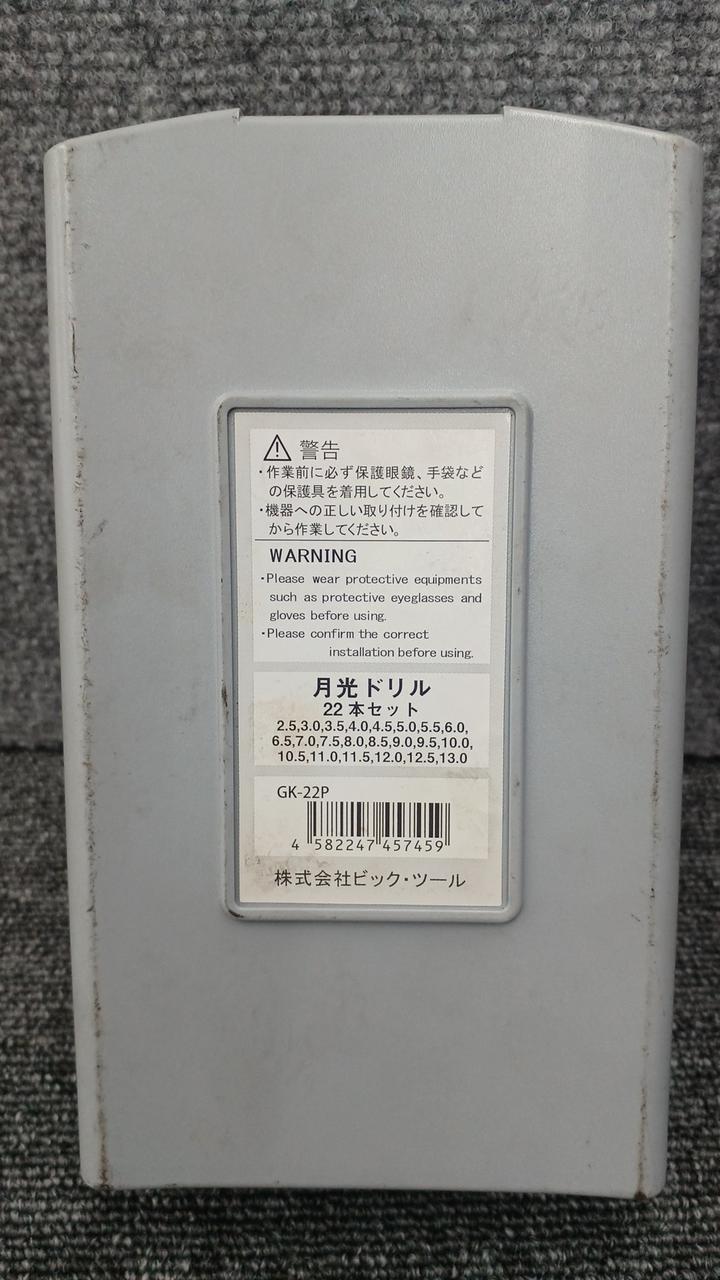 警告
・作業前に必ず保護眼鏡、手袋など
の保護具を着用してください。
・機器への正しい取り付けを確認して
から作業してください。
WARNING
・Please wear protective equipments
such as protective eyeglasses and
gloves before using.
・Please confirm the correct
installation before using.
月光ドリル
22本セット
2.5,3.0,3.5,4.0,4.5,5.0,5.5,6.0,
6.5,7.0,7.5,8.0,8.5,9.0,9.5,10.0,
10.5,11.0,11.5,12.0,12.5,13.0
GK-22P
4 582247 457459
株式会社ビック・ツール